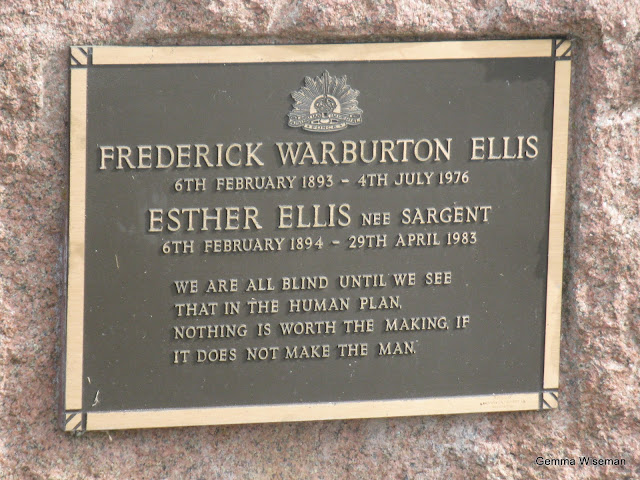 FREDERICK WARBURTON ELLIS
6TH FEBRUARY 1893 – 4TH JULY 1976
ESTHER ELLIS NEE SARGENT
6TH FEBRUARY 1894 – 29TH APRIL 1983
WE ARE ALL BLIND UNTIL WE SEE
THAT IN THE HUMAN PLAN,
NOTHING IS WORTH THE MAKING, IF
IT DOES NOT MAKE THE MAN.
Gemma Wiseman